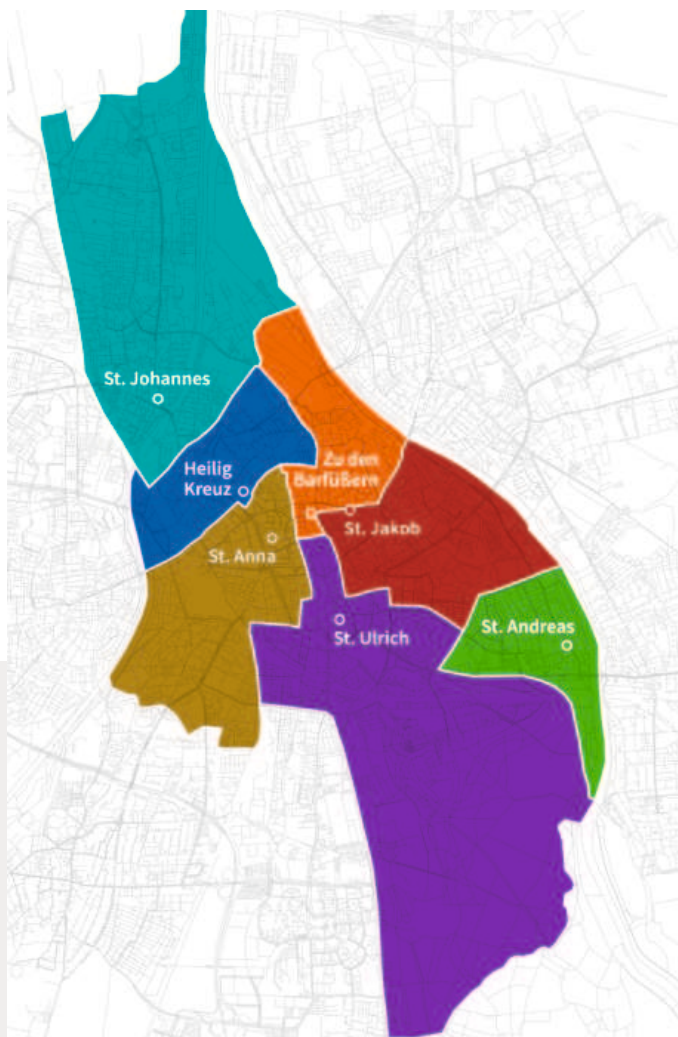 St. Johannes
Heilig
Kreuz
Zu den
Barfüßern
St. Jakob
St. Anna
St. Ulrich
St. Andreas